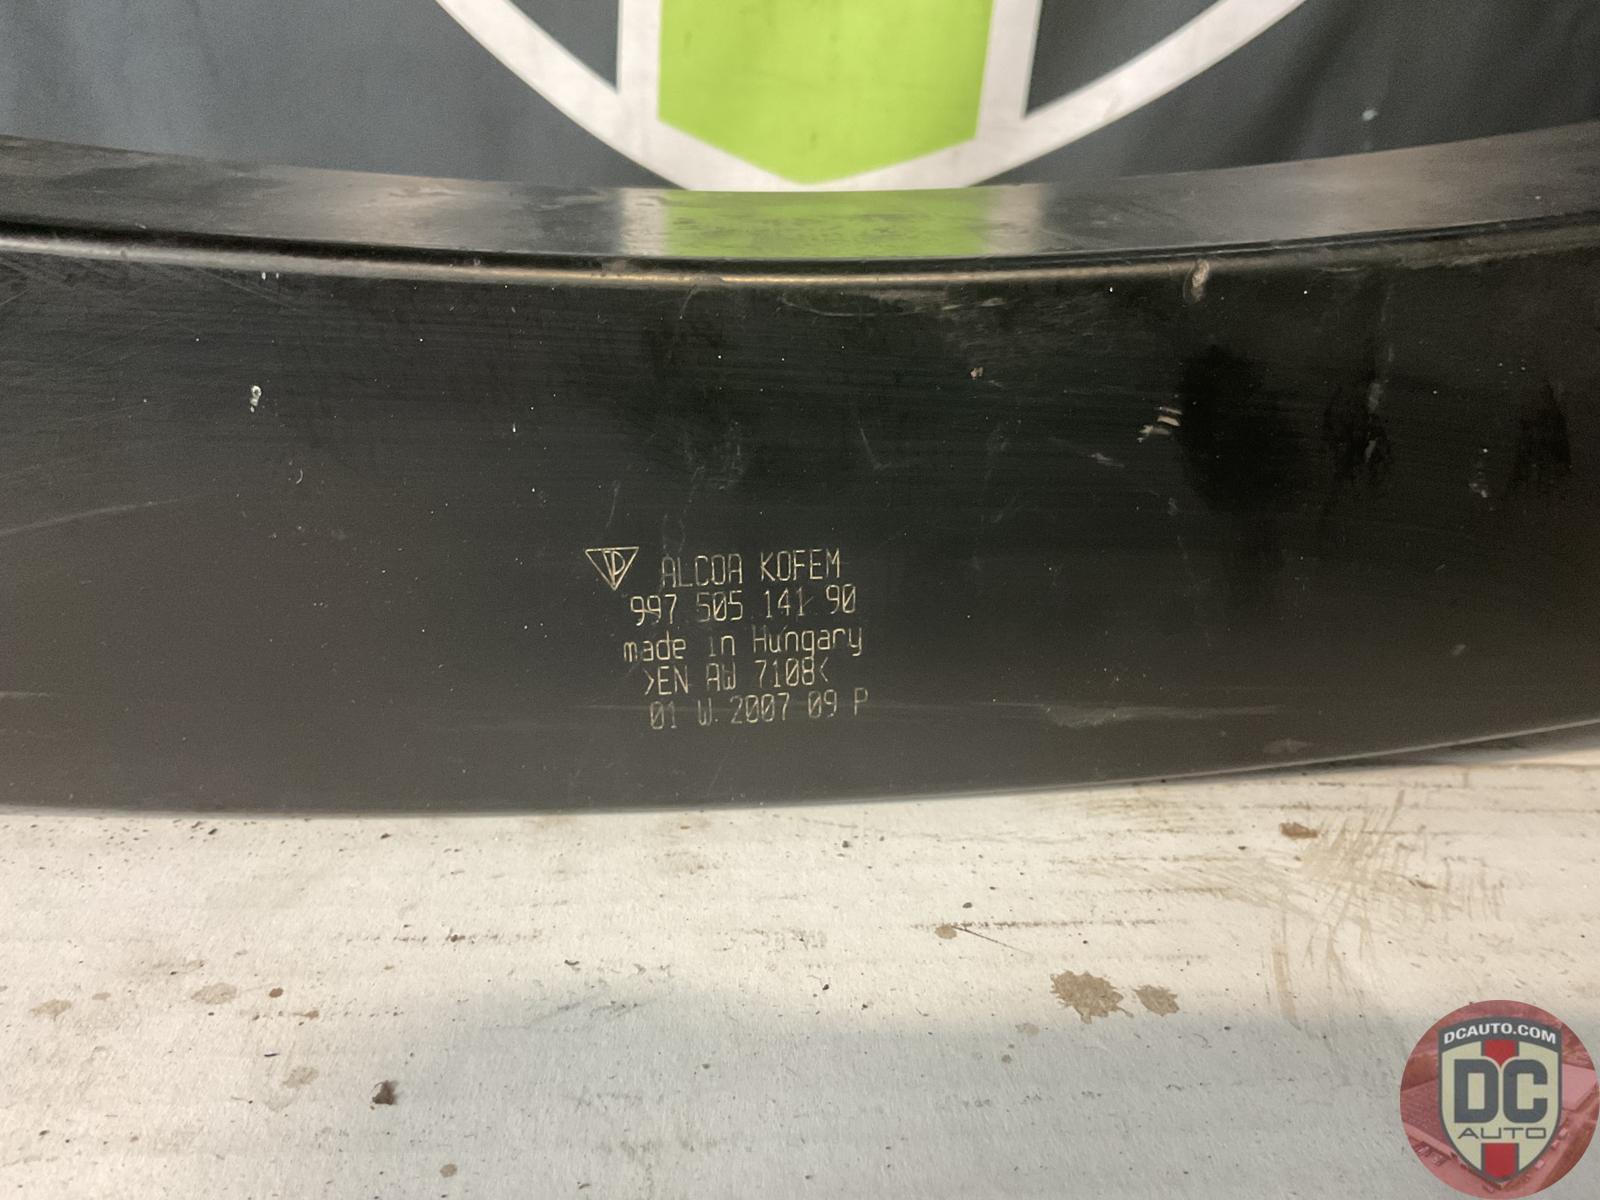 ALCOA KOFEM
997 505 141 90
made in Hungary
>EN AW 7108<
01 W 2007 09 P
DCAUTO.COM
DC
AUTO